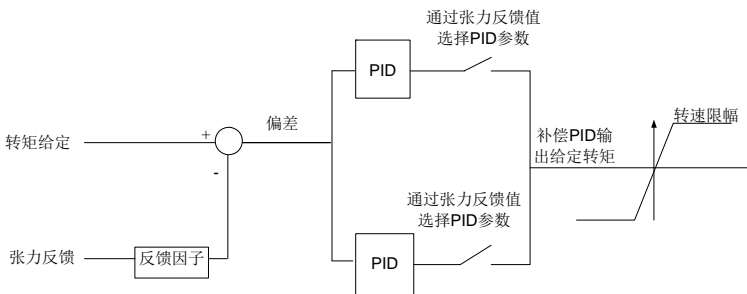 通过张力反馈值
选择PID参数
PID
转矩给定
+
偏差
-
补偿PID输
出给定转矩
转速限幅
通过张力反馈值
选择PID参数
张力反馈
反馈因子
PID